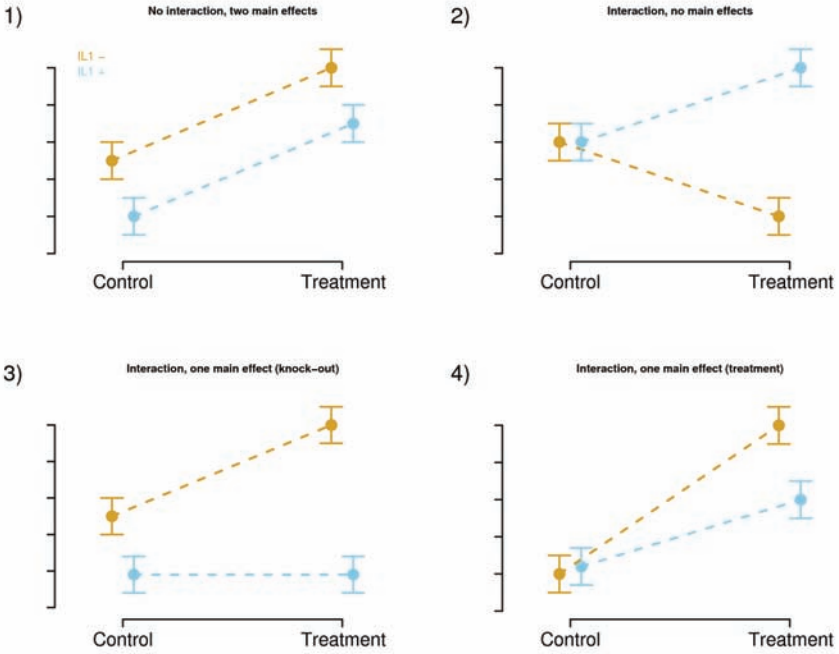 1)
No interaction, two main effects
IL1 −
IL1 +
Control
Treatment
2)
Interaction, no main effects
Control
Treatment
3)
Interaction, one main effect (knock−out)
Control
Treatment
4)
Interaction, one main effect (treatment)
Control
Treatment